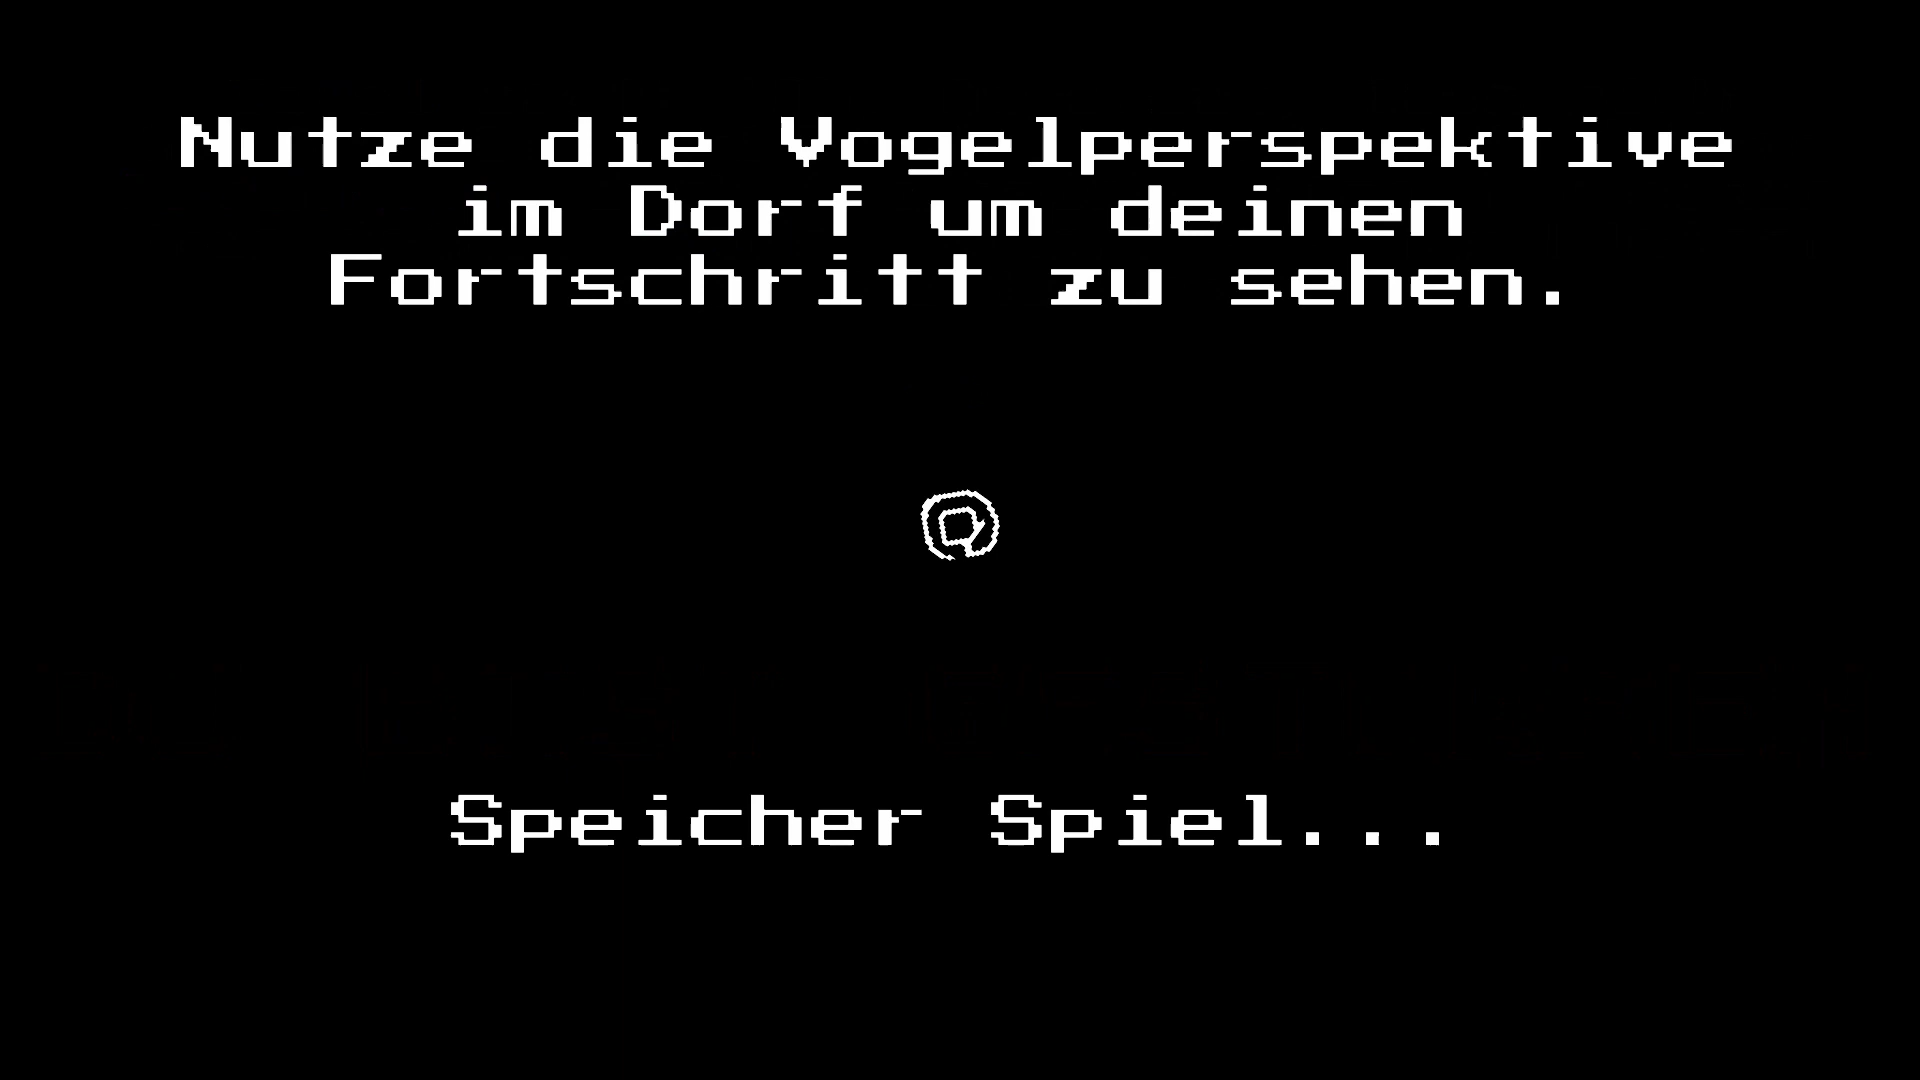 Nutze die Vogelperspektive
im Dorf um deinen
Fortschritt zu sehen.
@
Speicher Spiel...